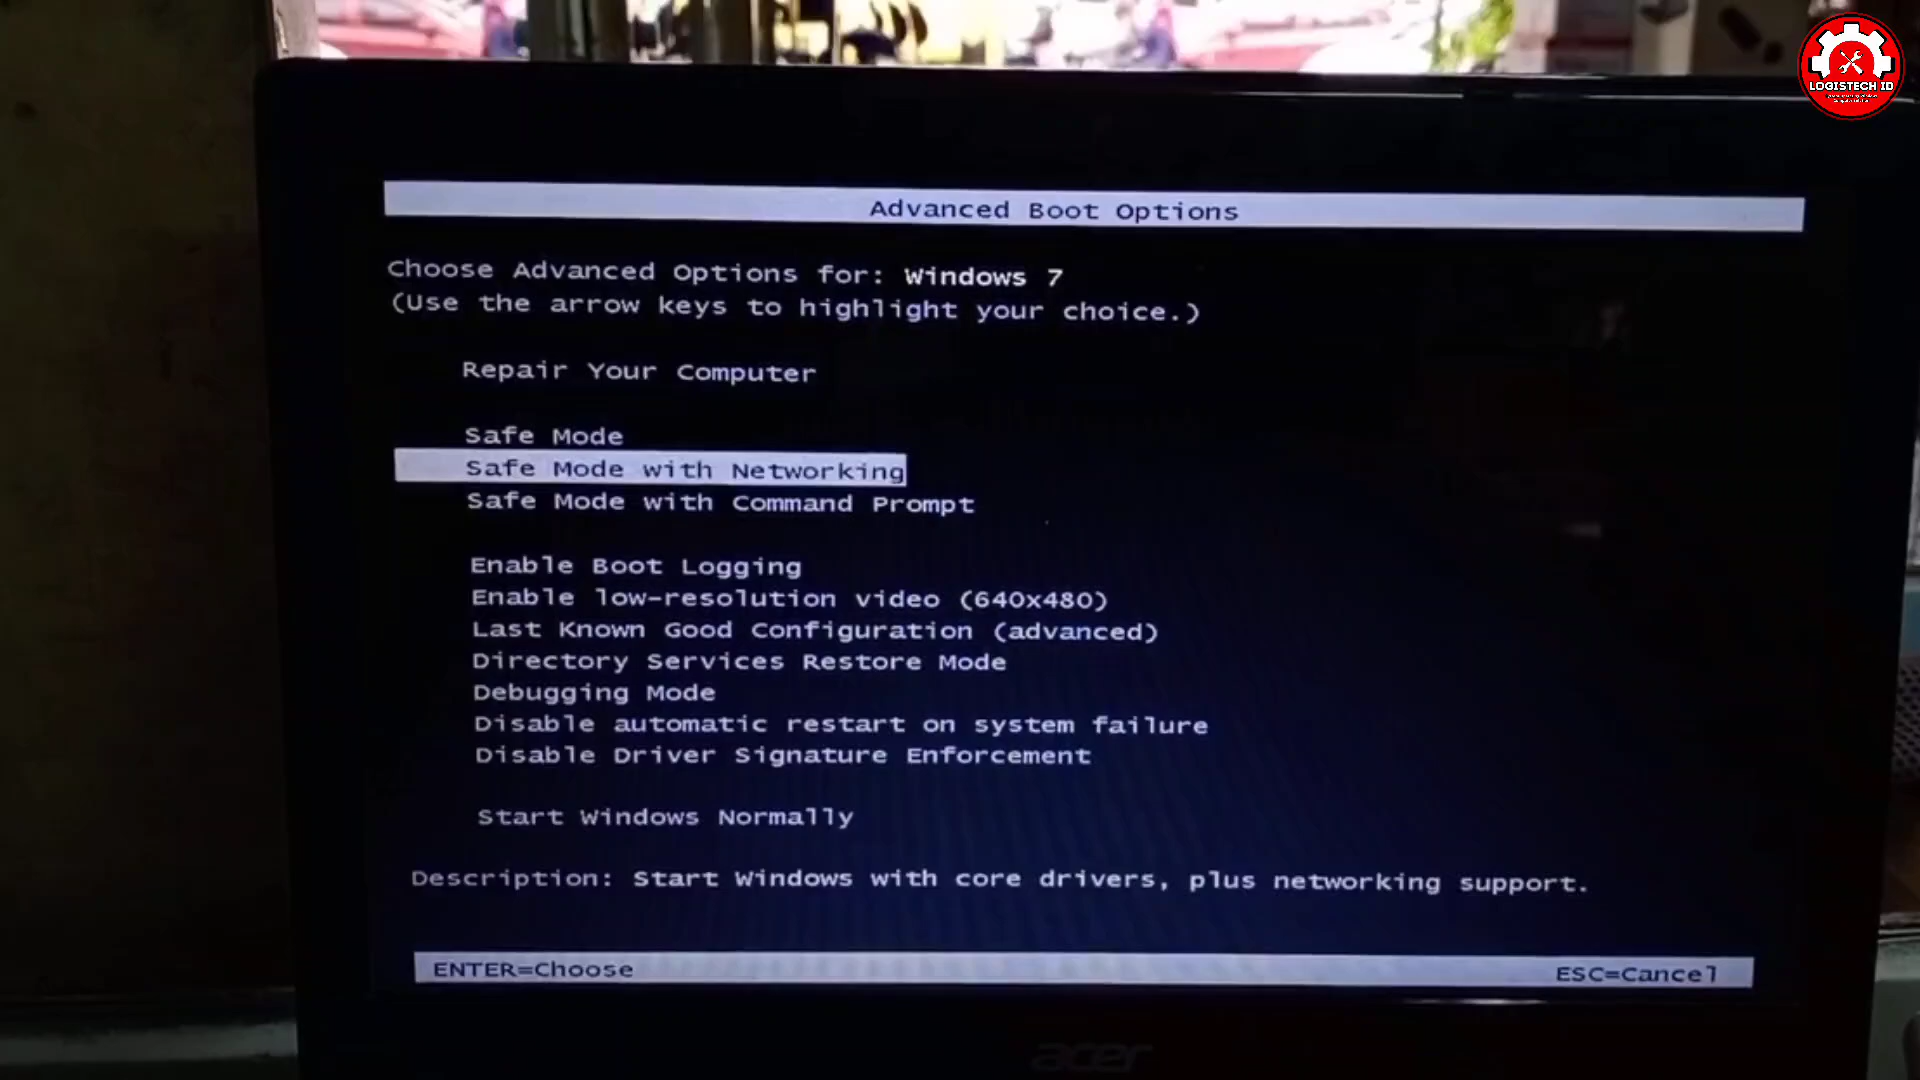 LOGISTECH ID
Advanced Boot Options
Choose Advanced Options for: Windows 7
(Use the arrow keys to highlight your choice.)
Repair Your Computer
Safe Mode
Safe Mode with Networking
Safe Mode with Command Prompt
Enable Boot Logging
Enable low-resolution video (640x480)
Last Known Good Configuration (advanced)
Directory Services Restore Mode
Debugging Mode
Disable automatic restart on system failure
Disable Driver Signature Enforcement
Start Windows Normally
Description: Start Windows with core drivers, plus networking support.
ENTER=Choose ESC=Cancel
acer